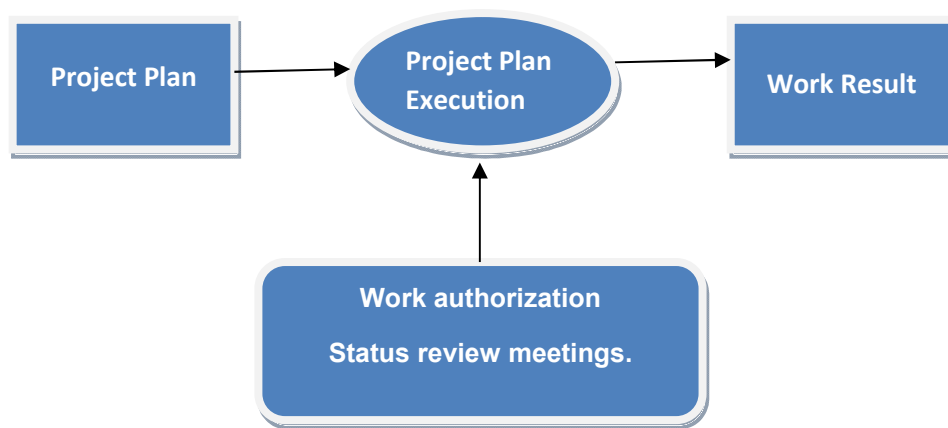 Project Plan
Project Plan
Execution
Work Result
Work authorization
Status review meetings.